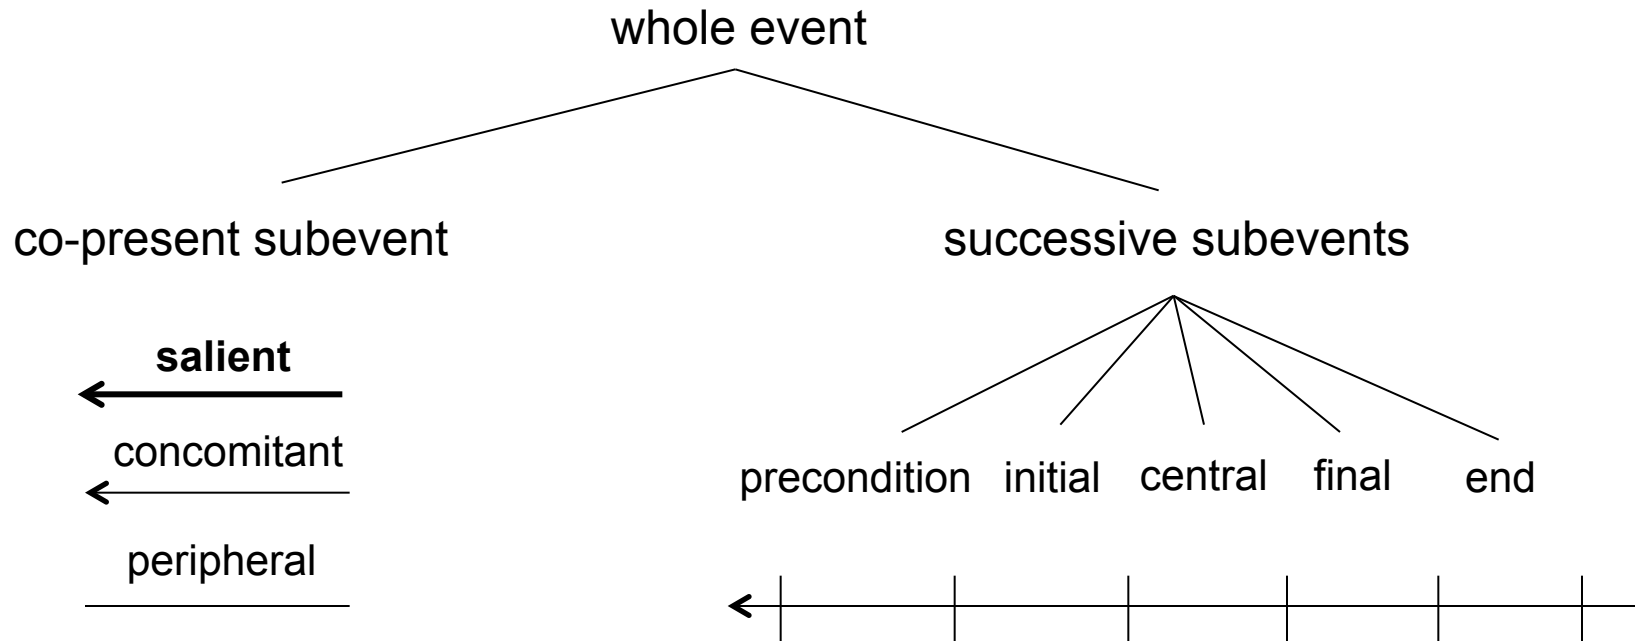 whole event
co-present subevent
successive subevents
salient
concomitant
peripheral
precondition initial central final end